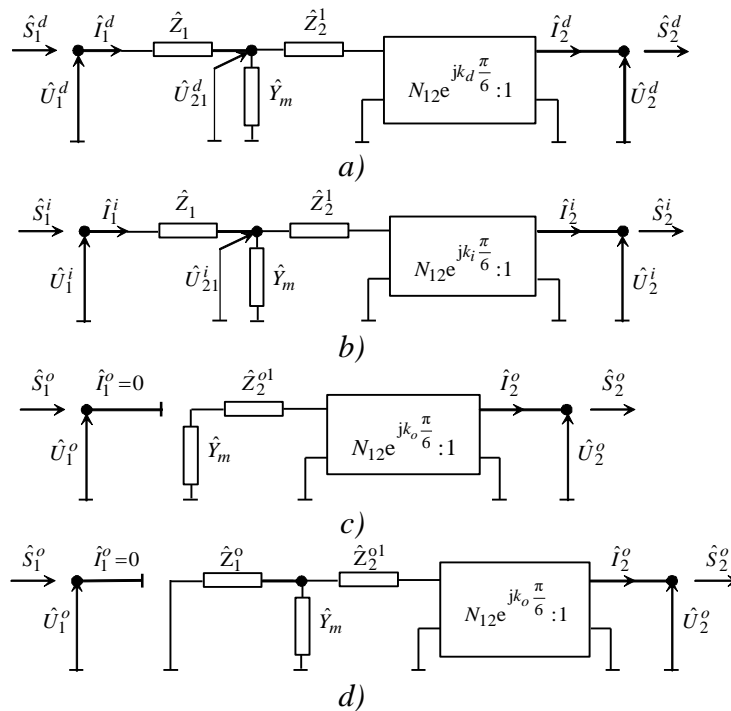 Ŝ₁ᵈ Î₁ᵈ Ẑ₁ Ẑ₂¹ Î₂ᵈ Ŝ₂ᵈ
Û₁ᵈ Û₂₁ᵈ Ŷₘ N₁₂e^{jk_d π/6}:1 Û₂ᵈ
a)
Ŝ₁ⁱ Î₁ⁱ Ẑ₁ Ẑ₂¹ Î₂ⁱ Ŝ₂ⁱ
Û₁ⁱ Û₂₁ⁱ Ŷₘ N₁₂e^{jk_i π/6}:1 Û₂ⁱ
b)
Ŝ₁ᵒ Î₁ᵒ=0 Ẑ₂ᵒ¹ Î₂ᵒ Ŝ₂ᵒ
Û₁ᵒ Ŷₘ N₁₂e^{jk_o π/6}:1 Û₂ᵒ
c)
Ŝ₁ᵒ Î₁ᵒ=0 Ẑ₁ᵒ Ẑ₂ᵒ¹ Î₂ᵒ Ŝ₂ᵒ
Û₁ᵒ Ŷₘ N₁₂e^{jk_o π/6}:1 Û₂ᵒ
d)